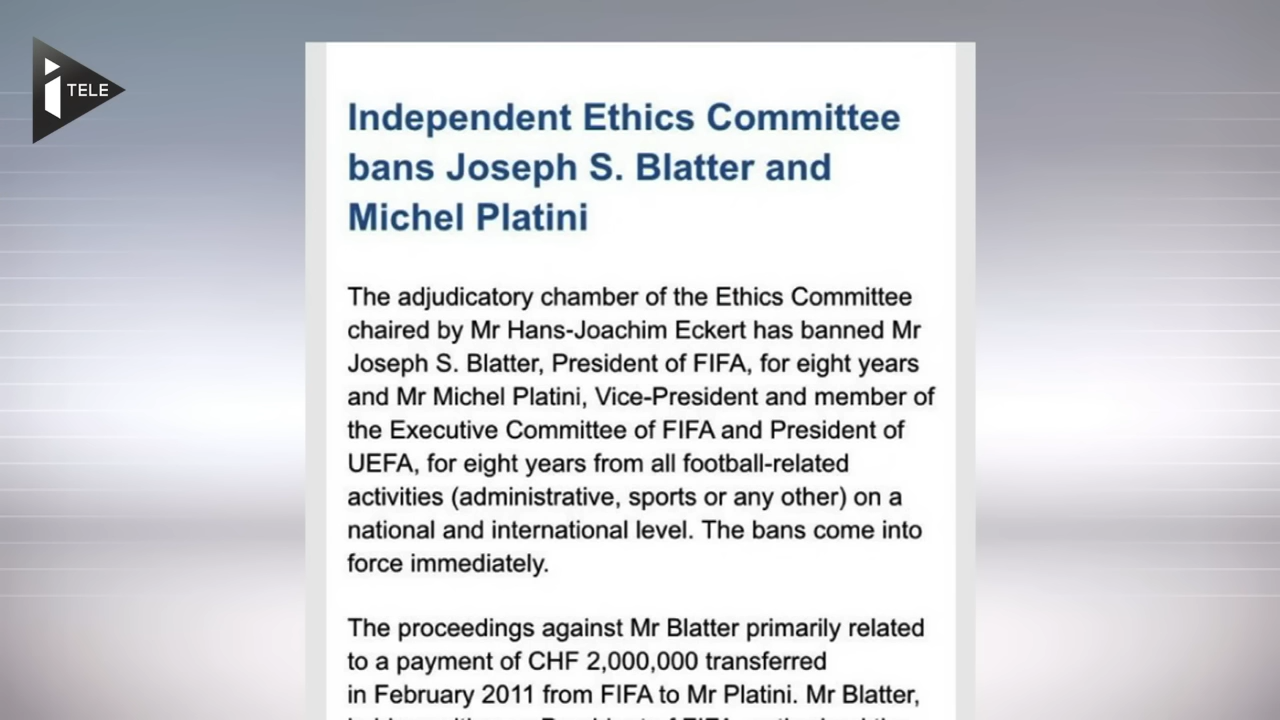 i TELE
Independent Ethics Committee
bans Joseph S. Blatter and
Michel Platini
The adjudicatory chamber of the Ethics Committee
chaired by Mr Hans-Joachim Eckert has banned Mr
Joseph S. Blatter, President of FIFA, for eight years
and Mr Michel Platini, Vice-President and member of
the Executive Committee of FIFA and President of
UEFA, for eight years from all football-related
activities (administrative, sports or any other) on a
national and international level. The bans come into
force immediately.
The proceedings against Mr Blatter primarily related
to a payment of CHF 2,000,000 transferred
in February 2011 from FIFA to Mr Platini. Mr Blatter,